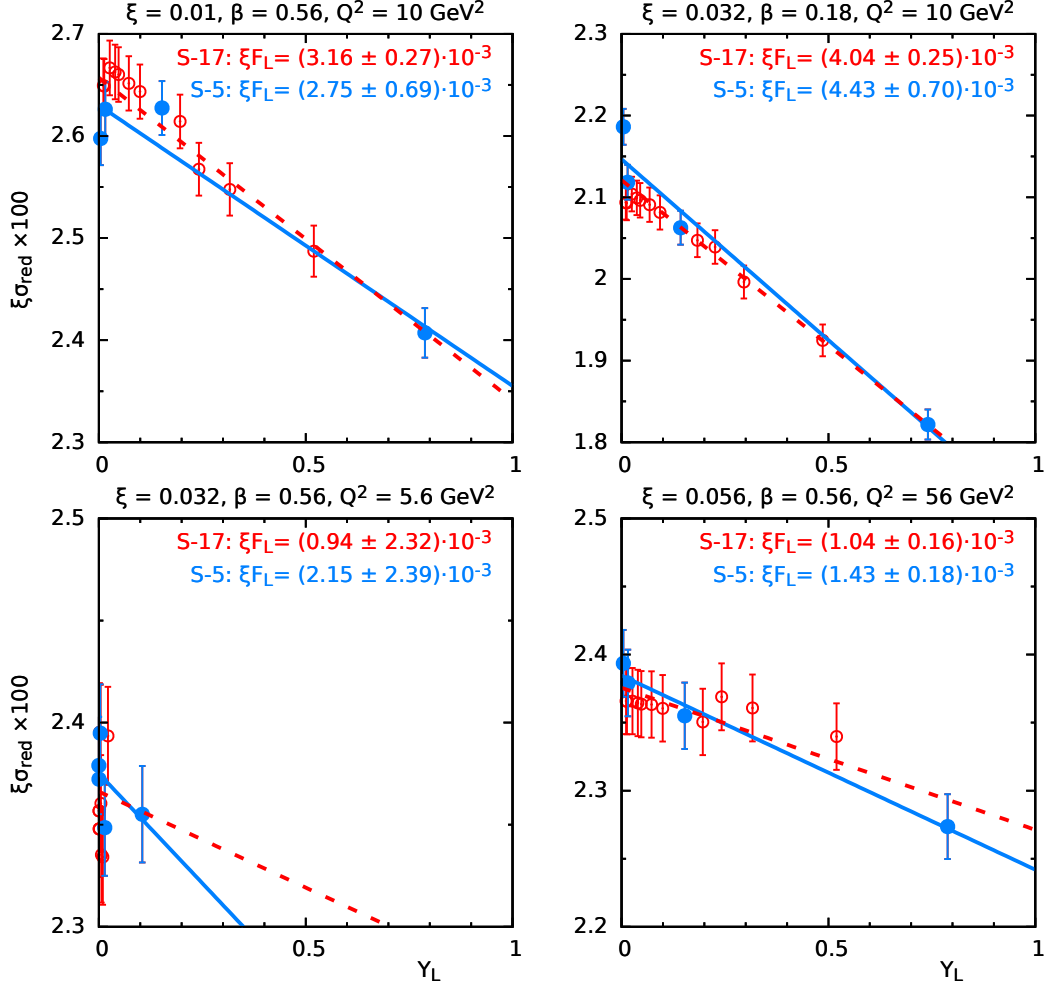 ξ = 0.01, β = 0.56, Q² = 10 GeV²
S-17: ξF_L= (3.16 ± 0.27)·10⁻³
S-5: ξF_L= (2.75 ± 0.69)·10⁻³
2.7
2.6
2.5
2.4
2.3
ξσ_red ×100
0
0.5
1
ξ = 0.032, β = 0.18, Q² = 10 GeV²
S-17: ξF_L= (4.04 ± 0.25)·10⁻³
S-5: ξF_L= (4.43 ± 0.70)·10⁻³
2.3
2.2
2.1
2
1.9
1.8
0
0.5
1
ξ = 0.032, β = 0.56, Q² = 5.6 GeV²
S-17: ξF_L= (0.94 ± 2.32)·10⁻³
S-5: ξF_L= (2.15 ± 2.39)·10⁻³
2.5
2.4
2.3
ξσ_red ×100
0
0.5
1
Y_L
ξ = 0.056, β = 0.56, Q² = 56 GeV²
S-17: ξF_L= (1.04 ± 0.16)·10⁻³
S-5: ξF_L= (1.43 ± 0.18)·10⁻³
2.5
2.4
2.3
2.2
0
0.5
1
Y_L